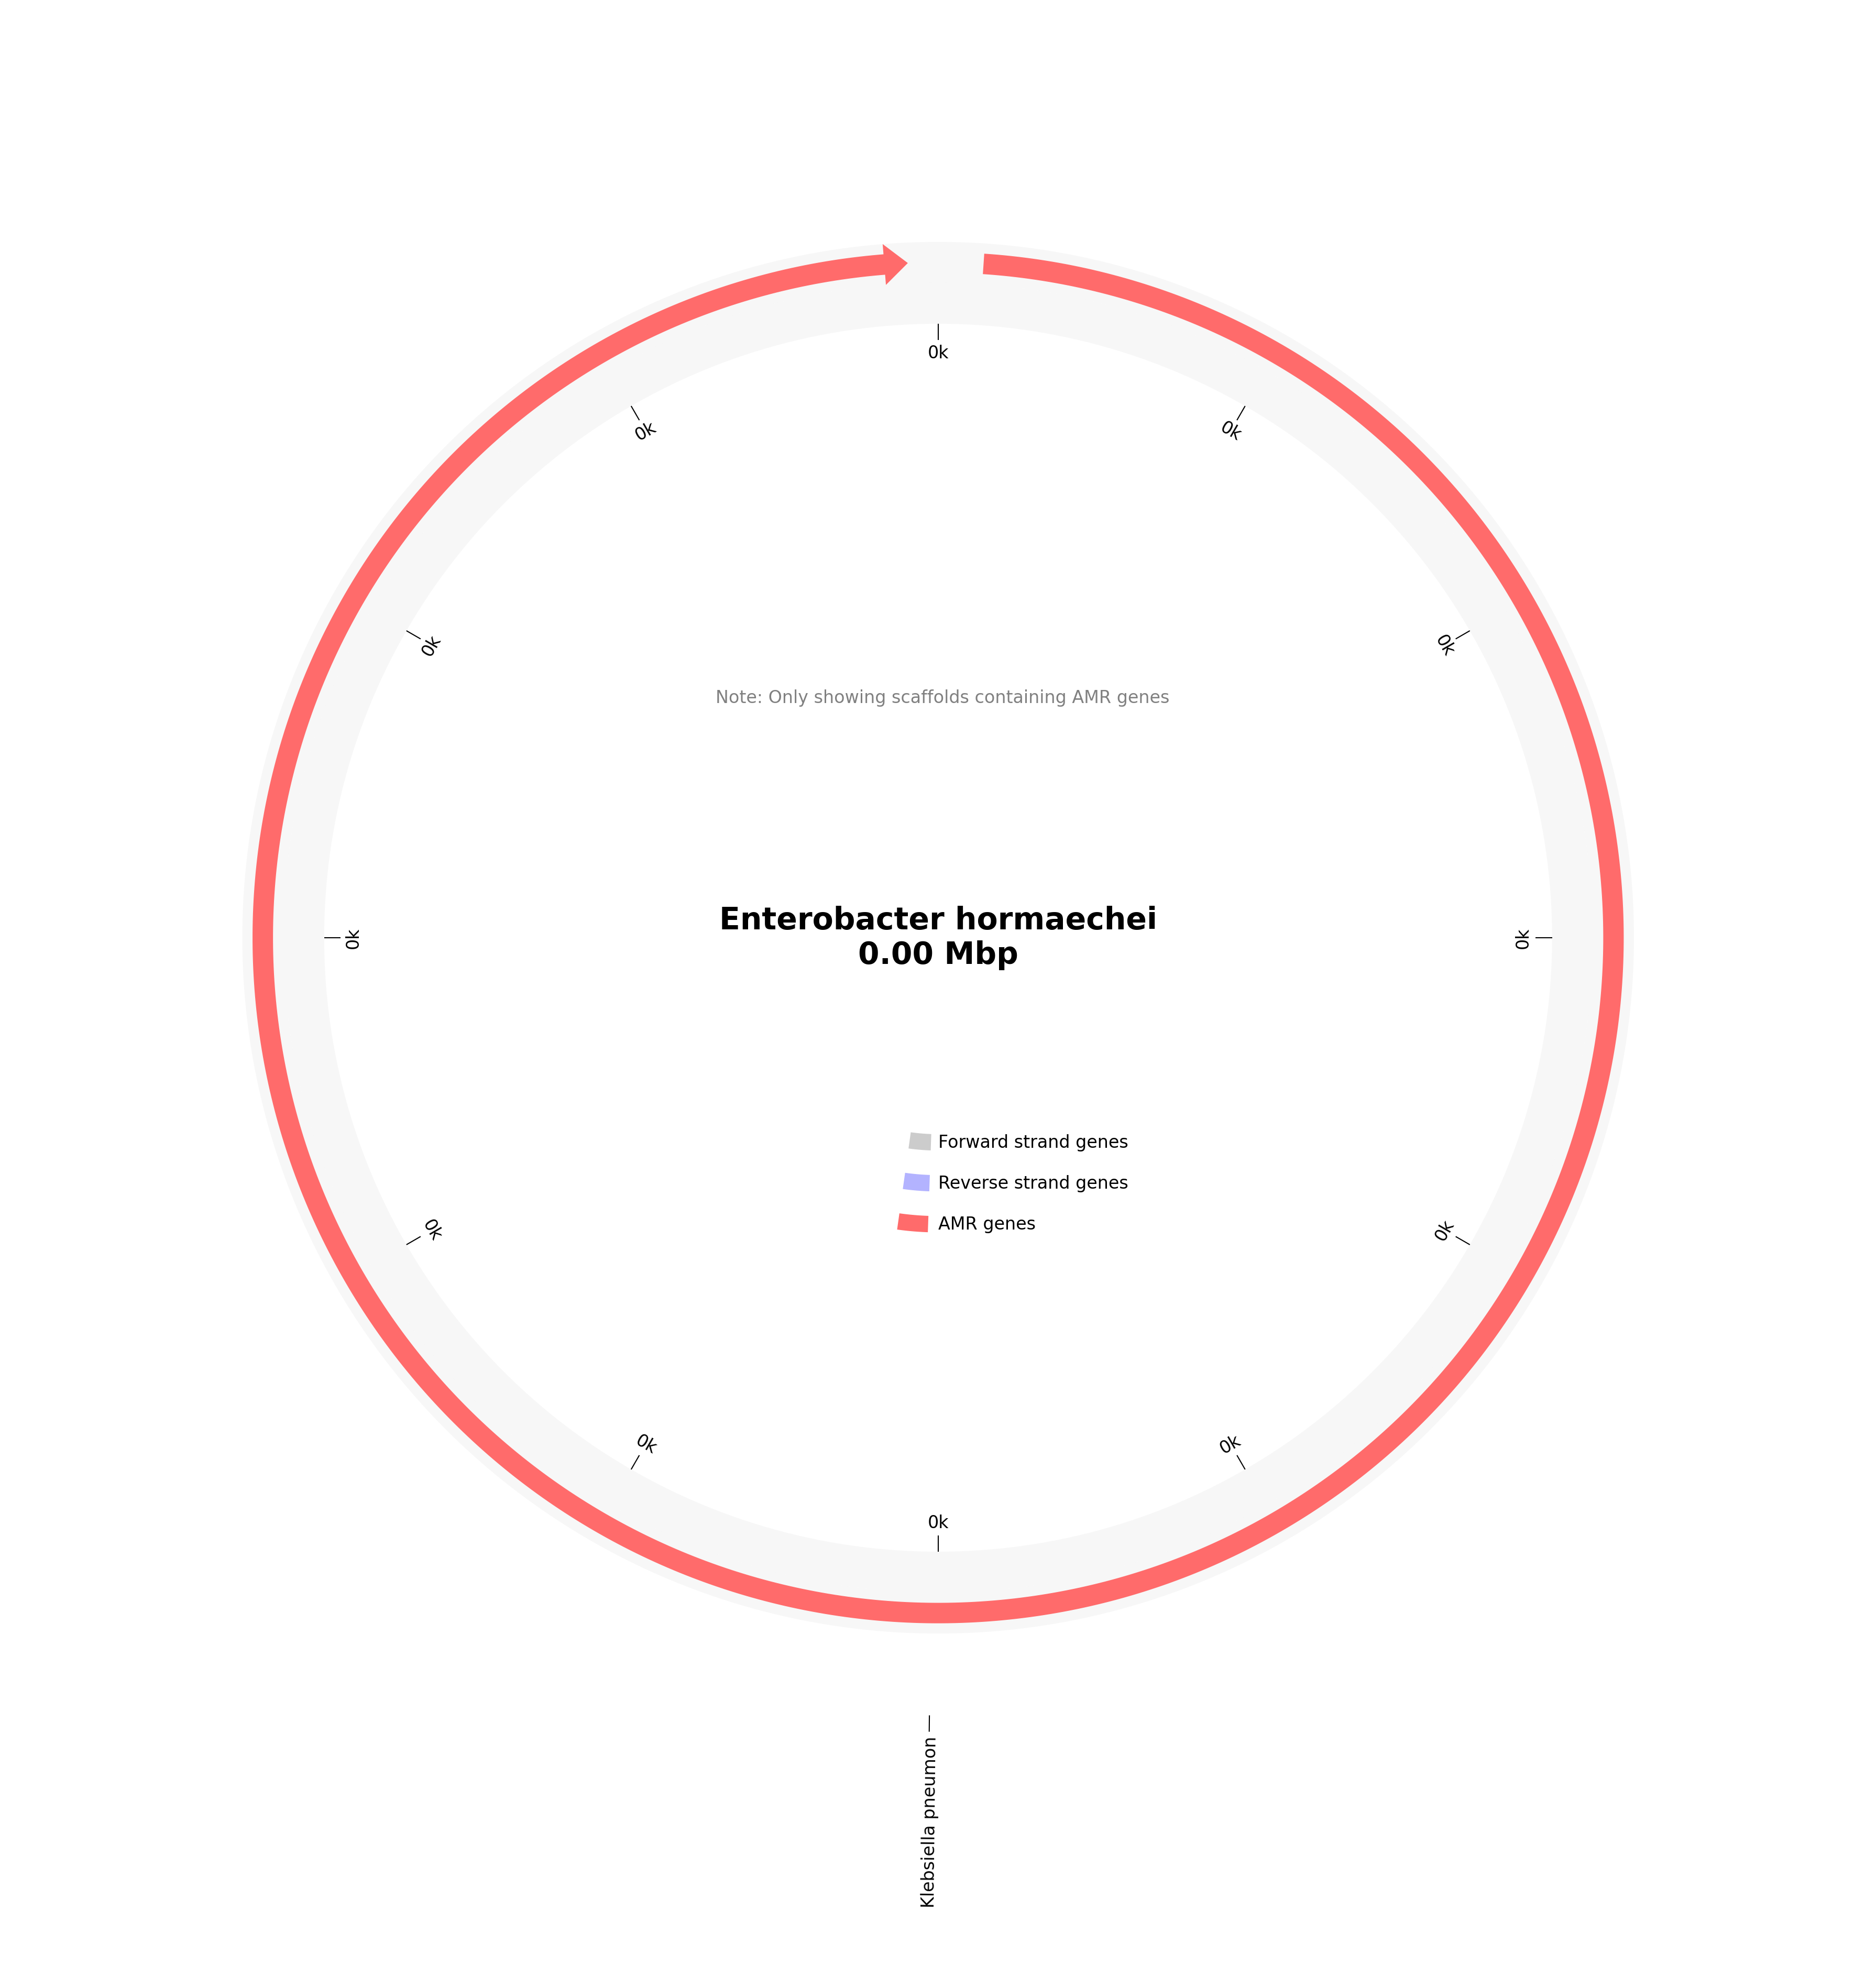 0k
0k
0k
0k
0k
Note: Only showing scaffolds containing AMR genes
Enterobacter hormaechei
0.00 Mbp
0k
0k
Forward strand genes
Reverse strand genes
AMR genes
0k
0k
0k
0k
0k
Klebsiella pneumon